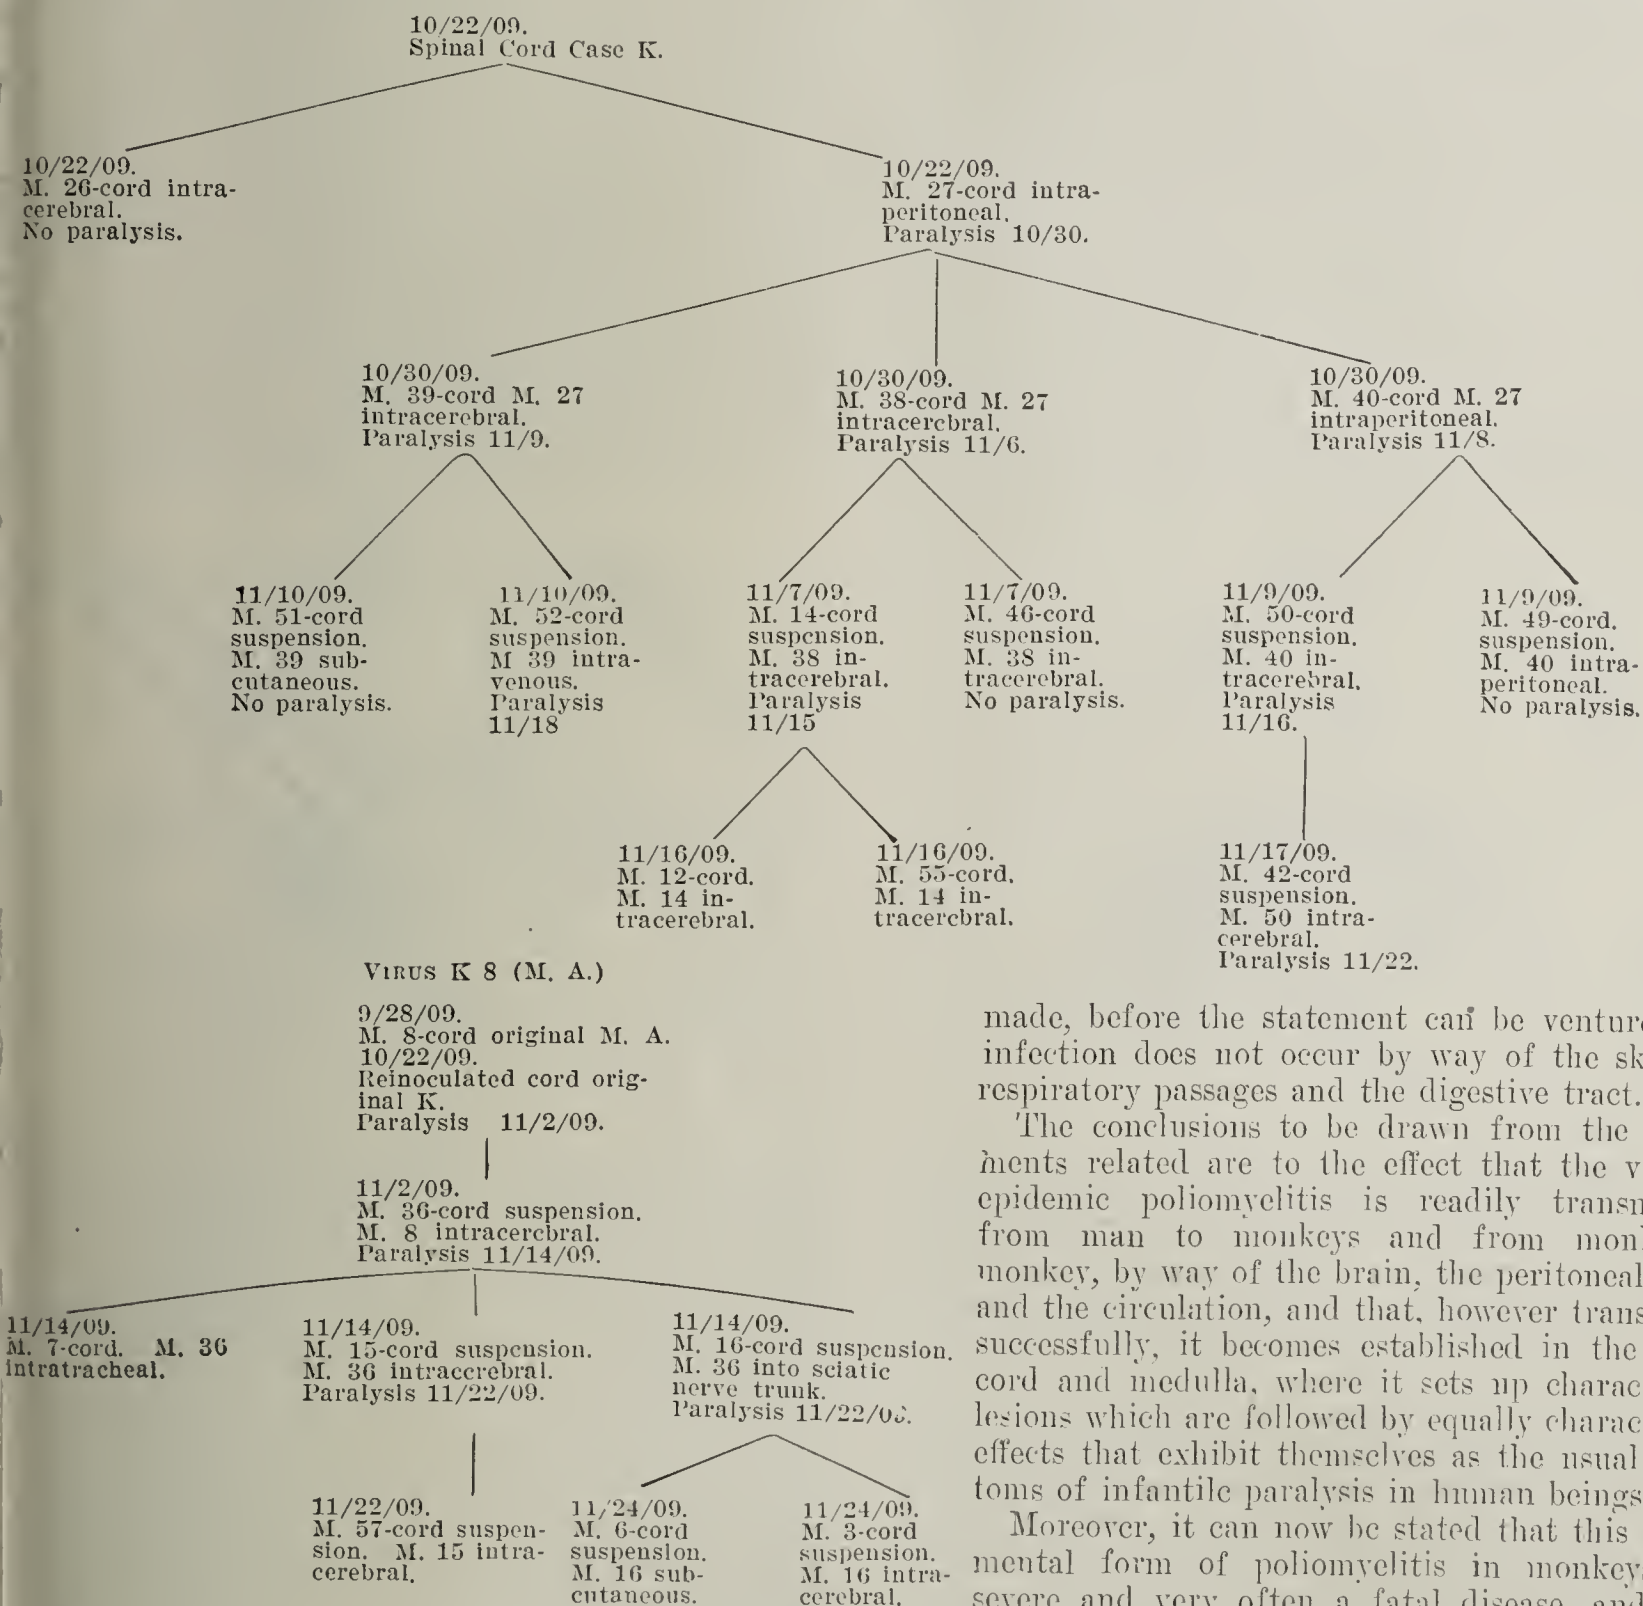 10/22/09.
Spinal Cord Case K.
10/22/09.
M. 26-cord intra-
cerebral.
No paralysis.
10/22/09.
M. 27-cord intra-
peritoneal.
Paralysis 10/30.
10/30/09.
M. 39-cord M. 27
intracerebral.
Paralysis 11/9.
10/30/09.
M. 38-cord M. 27
intracerebral.
Paralysis 11/6.
10/30/09.
M. 40-cord M. 27
intraperitoneal.
Paralysis 11/8.
11/10/09.
M. 51-cord
suspension.
M. 39 sub-
cutaneous.
No paralysis.
11/10/09.
M. 52-cord
suspension.
M 39 intra-
venous.
Paralysis
11/18
11/7/09.
M. 14-cord
suspension.
M. 38 in-
tracerebral.
Paralysis
11/15
11/7/09.
M. 46-cord
suspension.
M. 38 in-
tracerebral.
No paralysis.
11/9/09.
M. 50-cord
suspension.
M. 40 in-
tracerebral.
Paralysis
11/16.
11/9/09.
M. 49-cord.
suspension.
M. 40 intra-
peritoneal.
No paralysis.
11/16/09.
M. 12-cord.
M. 14 in-
tracerebral.
11/16/09.
M. 55-cord.
M. 14 in-
tracerebral.
11/17/09.
M. 42-cord
suspension.
M. 50 intra-
cerebral.
Paralysis 11/22.
VIRUS K 8 (M. A.)
9/28/09.
M. 8-cord original M. A.
10/22/09.
Reinoculated cord orig-
inal K.
Paralysis 11/2/09.
11/2/09.
M. 36-cord suspension.
M. 8 intracerebral.
Paralysis 11/14/09.
11/14/09.
M. 7-cord. M. 36
intratracheal.
11/14/09.
M. 15-cord suspension.
M. 36 intracerebral.
Paralysis 11/22/09.
11/14/09.
M. 16-cord suspension.
M. 36 into sciatic
nerve trunk.
Paralysis
11/22/09.
M. 57-cord suspen-
sion. M. 15 intra-
cerebral.
11/24/09.
M. 6-cord
suspension.
M. 16 sub-
cutaneous.
11/24/09.
M. 3-cord
suspension.
M. 16 intra-
cerebral.
made, before the statement can be
infection does not occur by way of the
respiratory passages and the digestive tract.
The conclusions to be drawn from the
ments related are to the effect that the
epidemic poliomyelitis is readily
from man to monkeys and from
monkey, by way of the brain, the peritoneal
and the circulation, and that, however
successfully, it becomes established in the
cord and medulla, where it sets up
lesions which are followed by equally
effects that exhibit themselves as the usual
toms of infantile paralysis in human beings
Moreover, it can now be stated that this
mental form of poliomyelitis in
severe and very often a fatal disease, and